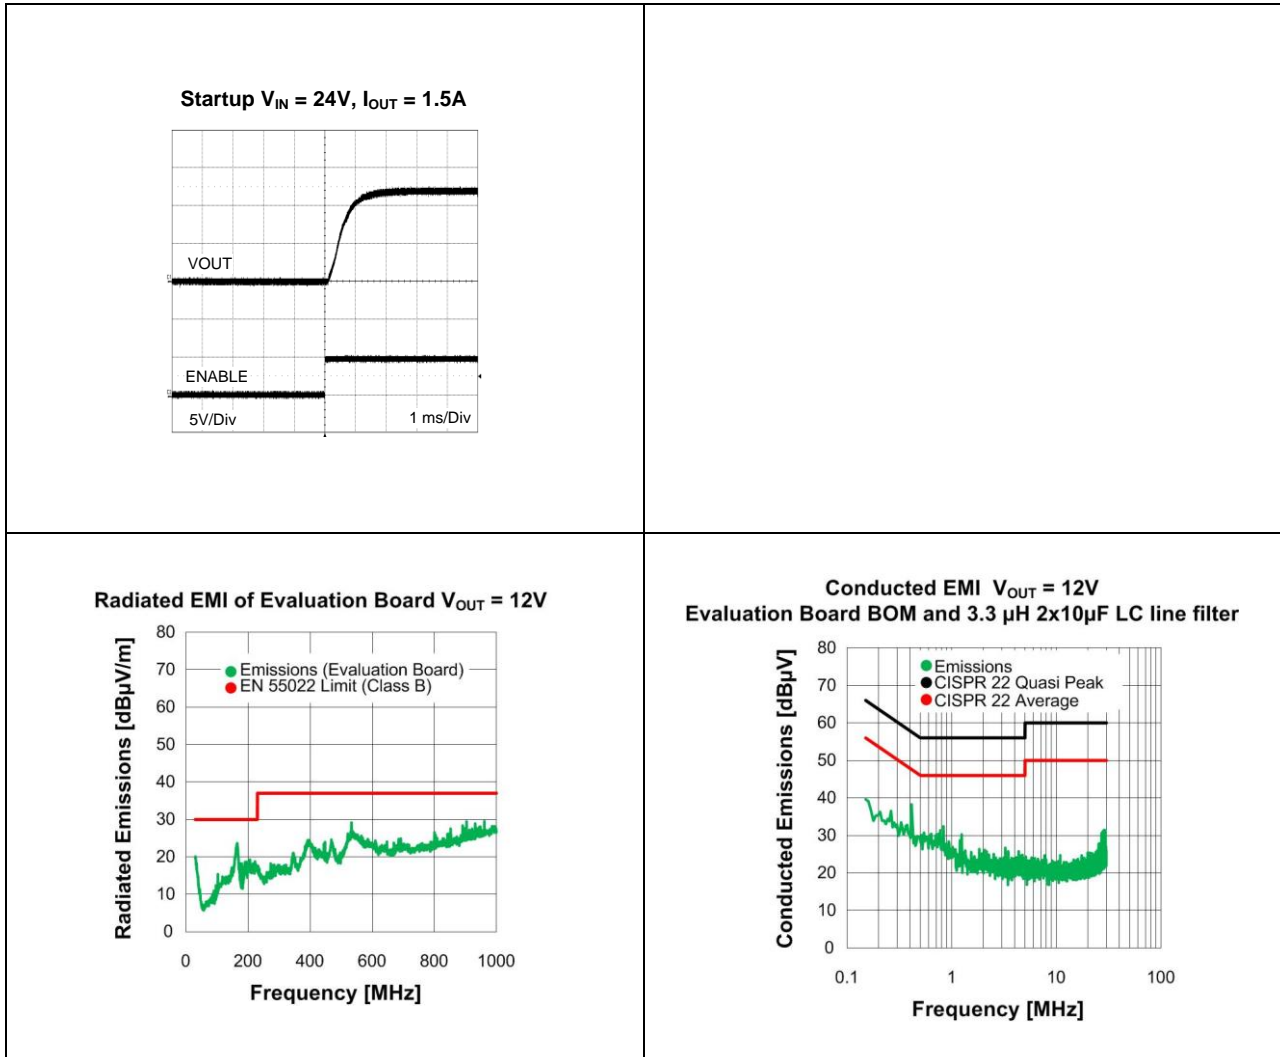 Startup VIN = 24V, IOUT = 1.5A
VOUT
ENABLE
5V/Div
1 ms/Div
Radiated EMI of Evaluation Board VOUT = 12V
Radiated Emissions [dBµV/m]
80
70
60
50
40
30
20
10
0
Emissions (Evaluation Board)
EN 55022 Limit (Class B)
0 200 400 600 800 1000
Frequency [MHz]
Conducted EMI VOUT = 12V
Evaluation Board BOM and 3.3 µH 2x10µF LC line filter
Conducted Emissions [dBµV]
80
70
60
50
40
30
20
10
0
Emissions
CISPR 22 Quasi Peak
CISPR 22 Average
0.1 1 10 100
Frequency [MHz]